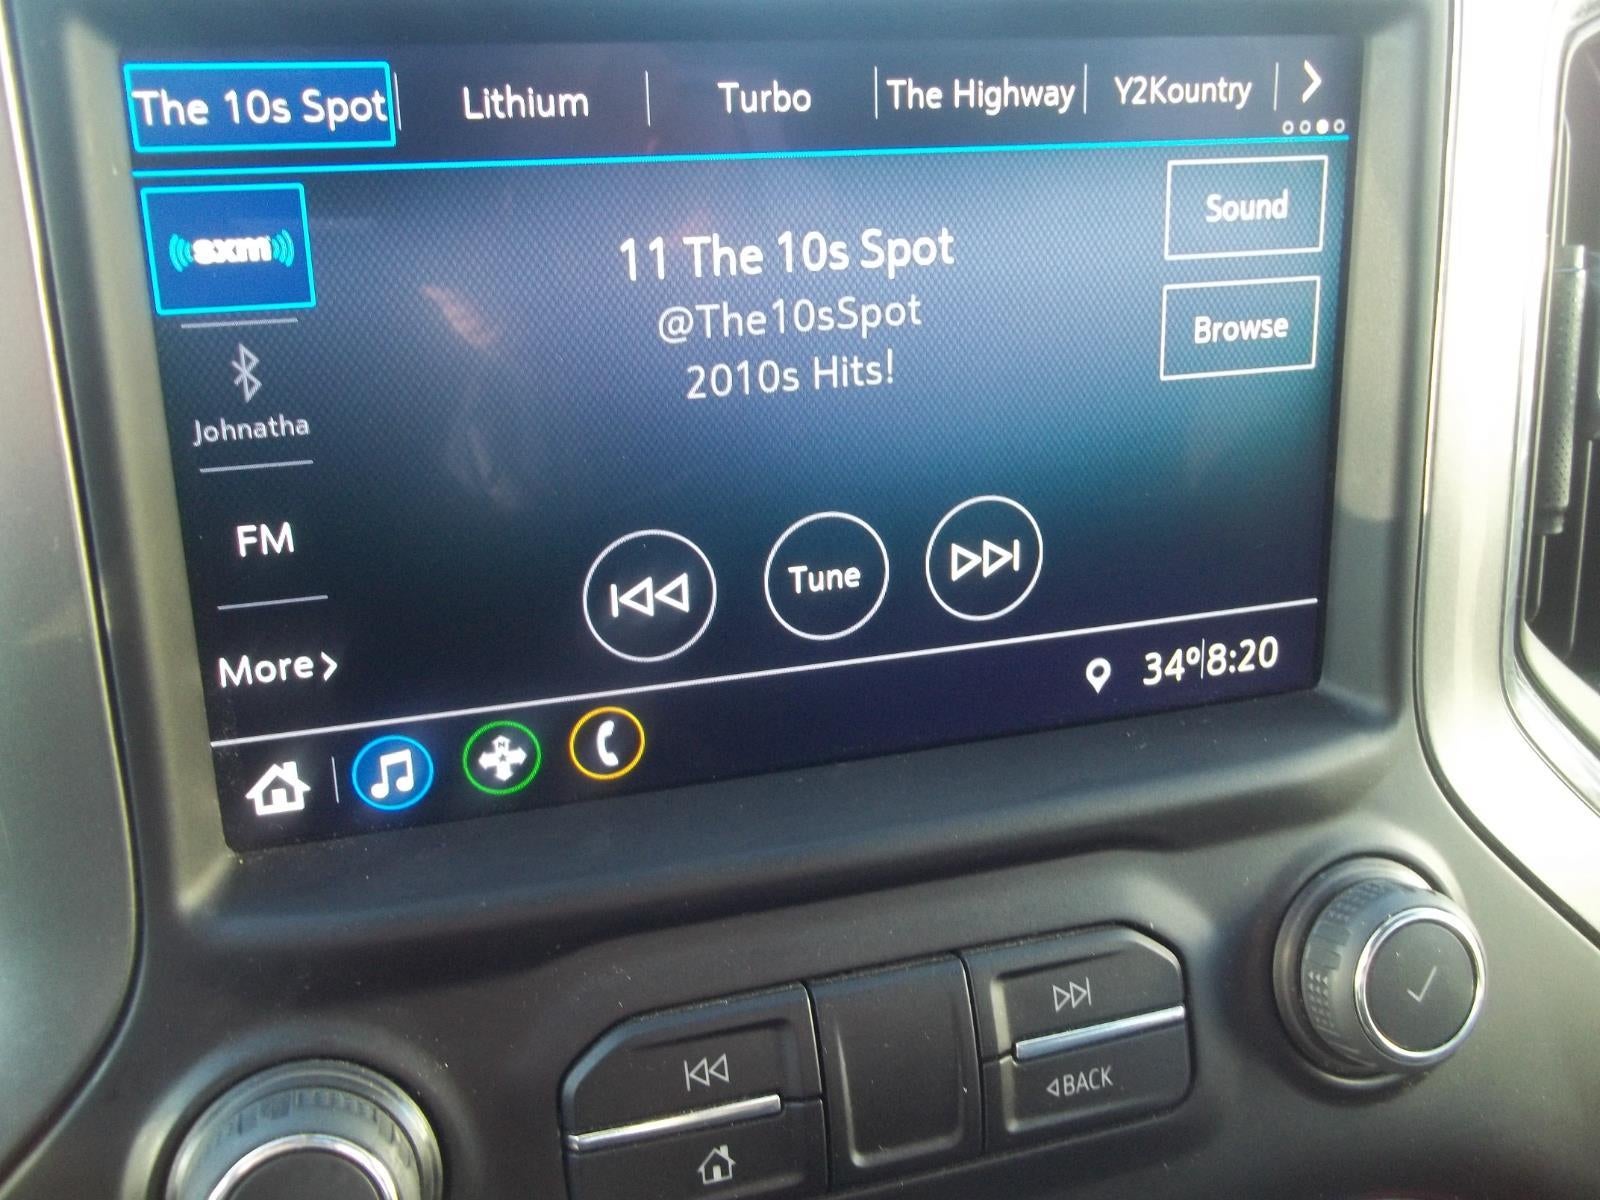 The 10s Spot Lithium Turbo The Highway Y2Kountry
sxm
Sound
11 The 10s Spot
@The10sSpot
2010s Hits!
Browse
Johnatha
FM
Tune
More
34°|8:20
N
BACK